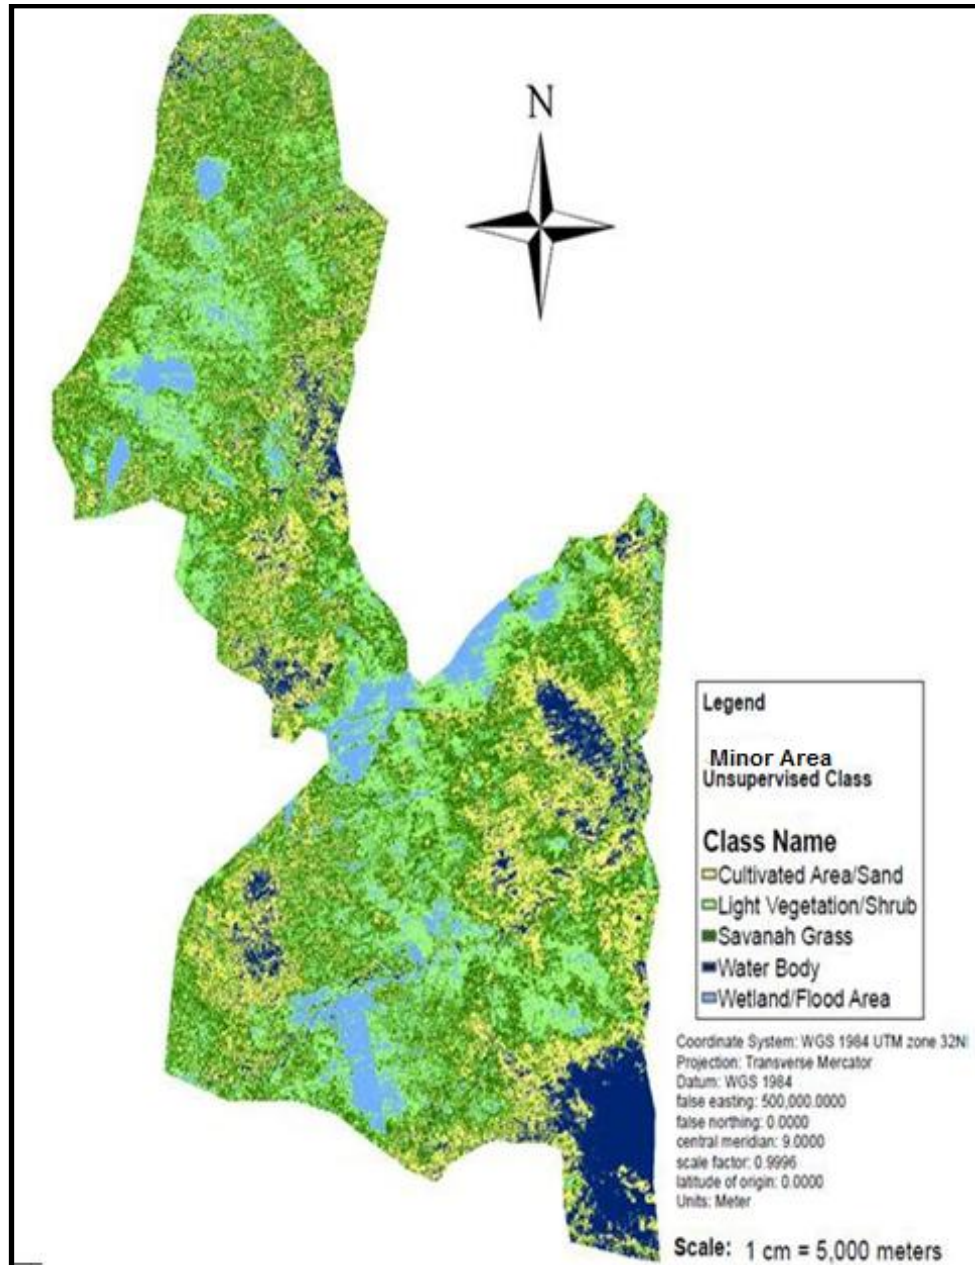 N
Legend
Minor Area
Unsupervised Class
Class Name
Cultivated Area/Sand
Light Vegetation/Shrub
Savanah Grass
Water Body
Wetland/Flood Area
Coordinate System: WGS 1984 UTM zone 32N
Projection: Transverse Mercator
Datum: WGS 1984
false easting: 500,000.0000
false northing: 0.0000
central meridian: 9.0000
scale factor: 0.9996
latitude of origin: 0.0000
Units: Meter
Scale: 1 cm = 5,000 meters